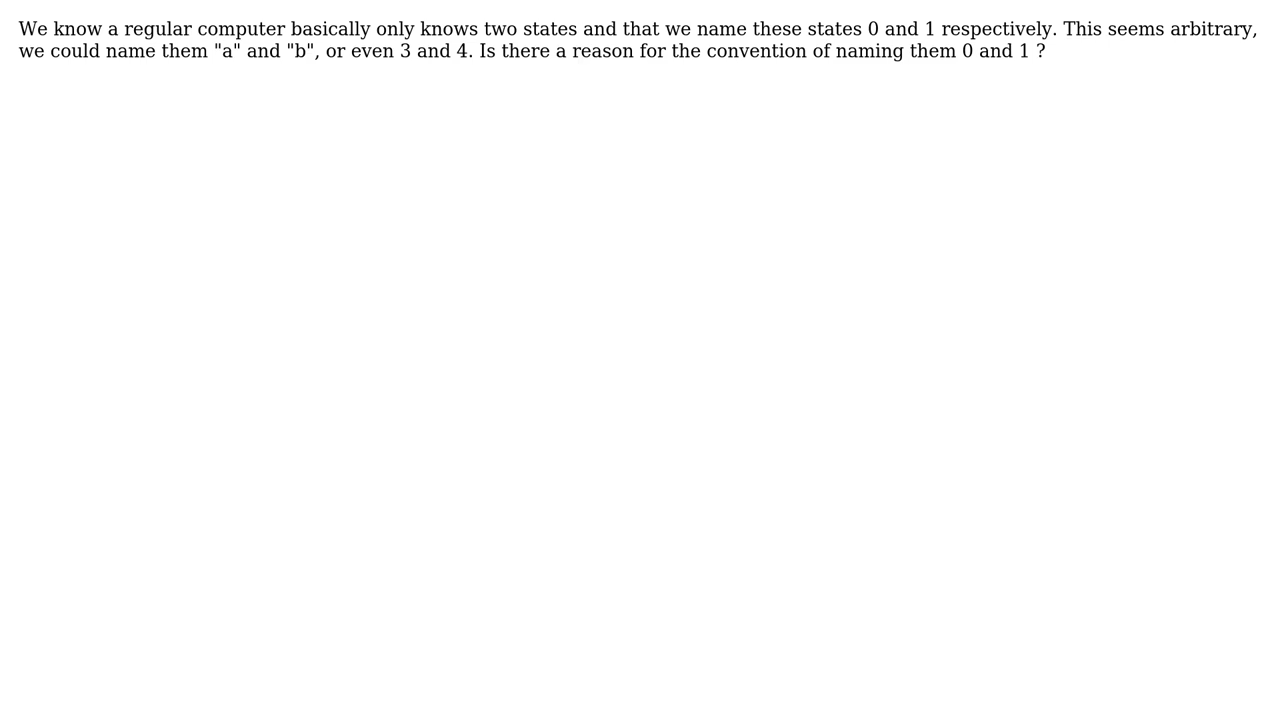 We know a regular computer basically only knows two states and that we name these states 0 and 1 respectively. This seems arbitrary,
we could name them "a" and "b", or even 3 and 4. Is there a reason for the convention of naming them 0 and 1 ?